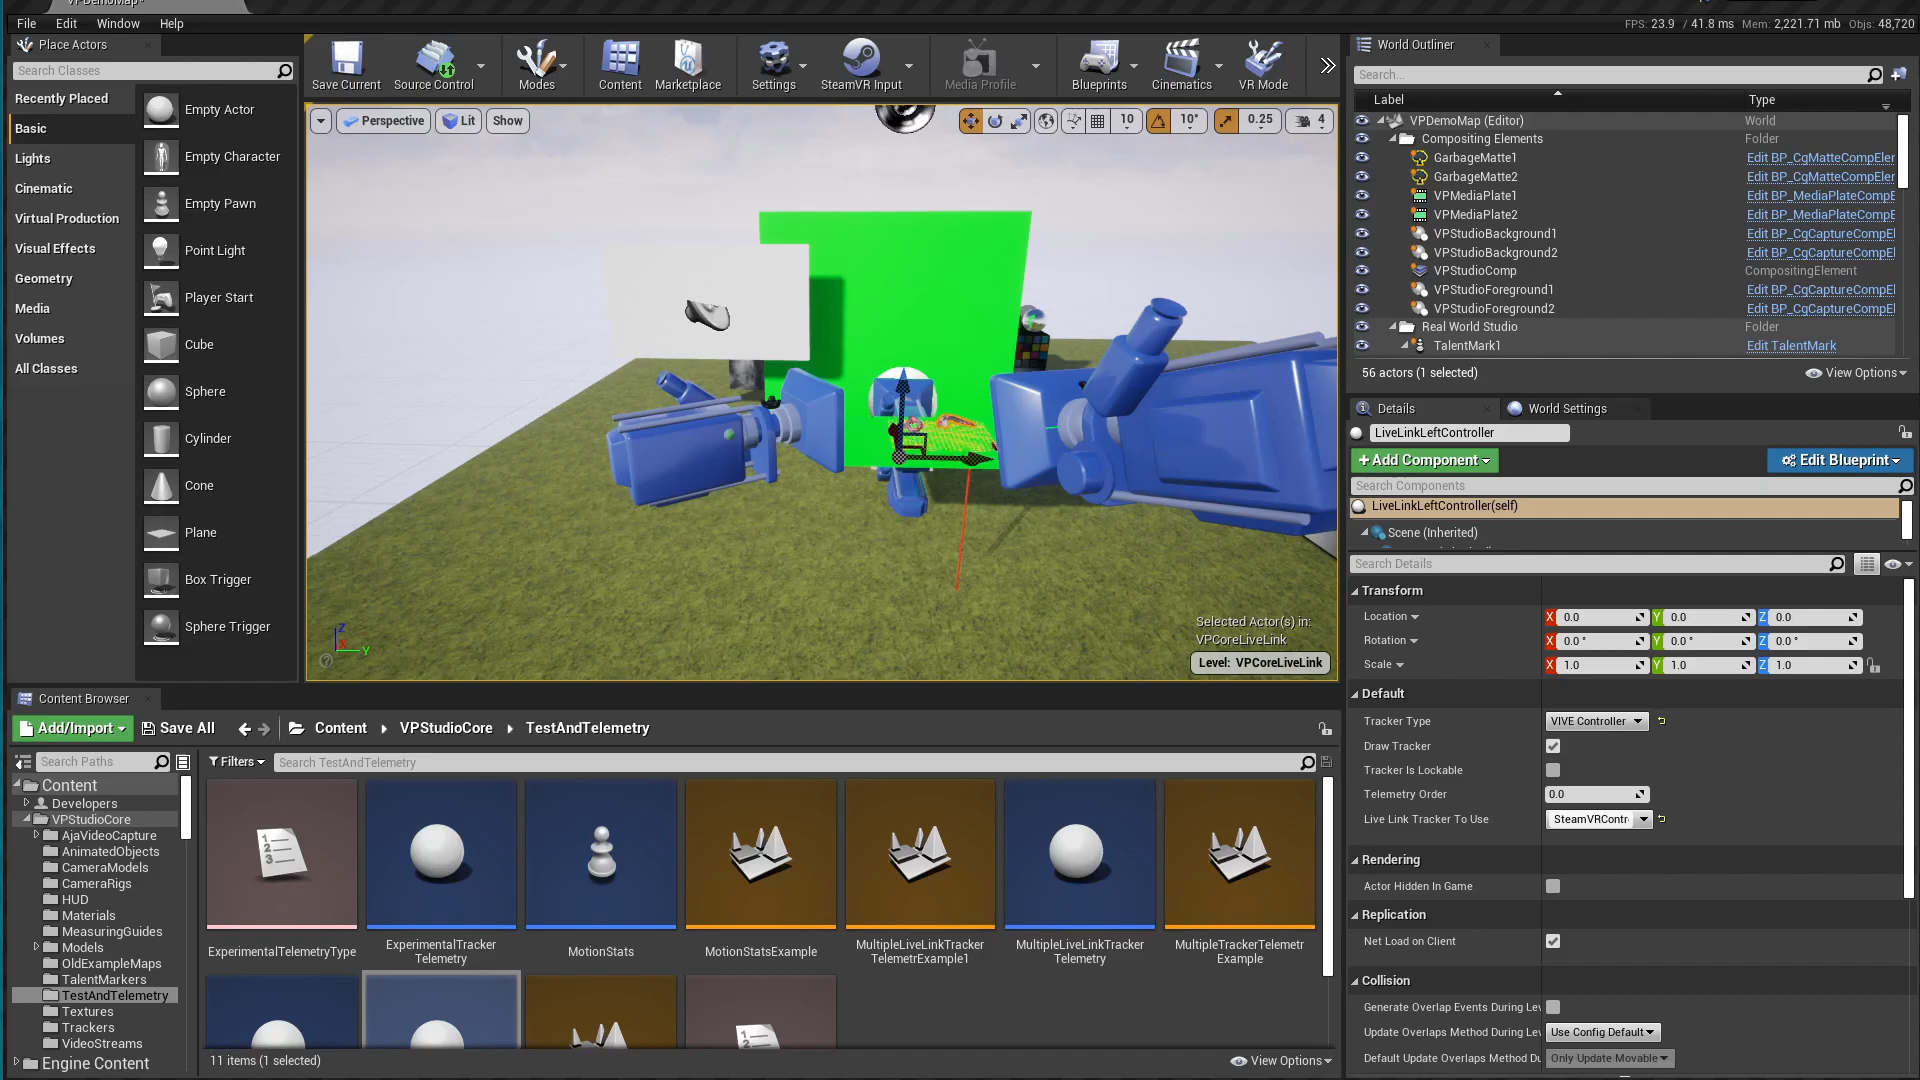 VPDemoMap*
File Edit Window Help
FPS: 23.9 / 41.8 ms Mem: 2,221.71 mb Objs: 48,720
Place Actors
Search Classes
Recently Placed
Basic
Lights
Cinematic
Virtual Production
Visual Effects
Geometry
Media
Volumes
All Classes
Empty Actor
Empty Character
Empty Pawn
Point Light
Player Start
Cube
Sphere
Cylinder
Cone
Plane
Box Trigger
Sphere Trigger
Save Current Source Control Modes Content Marketplace Settings SteamVR Input Media Profile Blueprints Cinematics VR Mode
Perspective Lit Show
10 10° 0.25 4
Z
X
Y
Selected Actor(s) in:
VPCoreLiveLink
Level: VPCoreLiveLink
World Outliner
Search...
Label Type
VPDemoMap (Editor) World
Compositing Elements Folder
GarbageMatte1 Edit BP_CgMatteCompEler
GarbageMatte2 Edit BP_CgMatteCompEler
VPMediaPlate1 Edit BP_MediaPlateCompE
VPMediaPlate2 Edit BP_MediaPlateCompE
VPStudioBackground1 Edit BP_CgCaptureCompEl
VPStudioBackground2 Edit BP_CgCaptureCompEl
VPStudioComp CompositingElement
VPStudioForeground1 Edit BP_CgCaptureCompEl
VPStudioForeground2 Edit BP_CgCaptureCompEl
Real World Studio Folder
TalentMark1 Edit TalentMark
56 actors (1 selected) View Options
Details World Settings
LiveLinkLeftController
+ Add Component Edit Blueprint
Search Components
LiveLinkLeftController(self)
Scene (Inherited)
Search Details
Transform
Location X 0.0 Y 0.0 Z 0.0
Rotation X 0.0 ° Y 0.0 ° Z 0.0 °
Scale X 1.0 Y 1.0 Z 1.0
Default
Tracker Type VIVE Controller
Draw Tracker
Tracker Is Lockable
Telemetry Order 0.0
Live Link Tracker To Use SteamVRContr
Rendering
Actor Hidden In Game
Replication
Net Load on Client
Collision
Generate Overlap Events During Lev
Update Overlaps Method During Lev Use Config Default
Default Update Overlaps Method Du Only Update Movable
Content Browser
Add/Import Save All Content VPStudioCore TestAndTelemetry
Search Paths
Filters Search TestAndTelemetry
Content
Developers
VPStudioCore
AjaVideoCapture
AnimatedObjects
CameraModels
CameraRigs
HUD
Materials
MeasuringGuides
Models
OldExampleMaps
TalentMarkers
TestAndTelemetry
Textures
Trackers
VideoStreams
Engine Content
1
2
3
ExperimentalTelemetryType
ExperimentalTracker
Telemetry
MotionStats
MotionStatsExample
MultipleLiveLinkTracker
TelemetrExample1
MultipleLiveLinkTracker
Telemetry
MultipleTrackerTelemetr
Example
1
2
11 items (1 selected) View Options